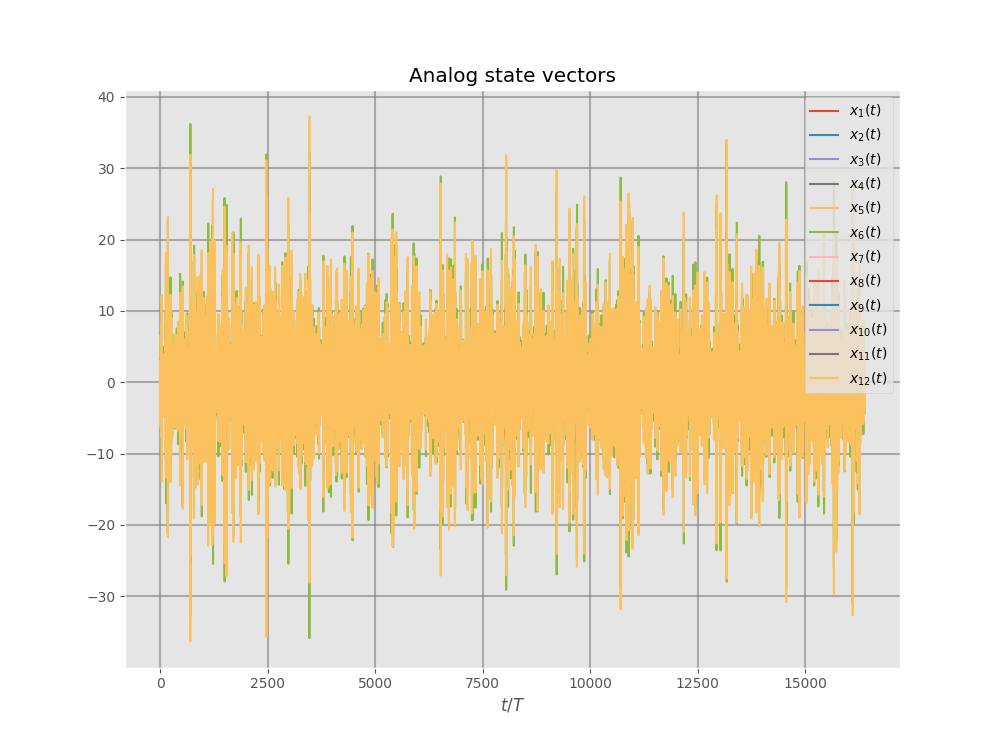 Analog state vectors
40
30
20
10
0
−10
−20
−30
0
2500
5000
7500
10000
12500
15000
t/T
x₁(t)
x₂(t)
x₃(t)
x₄(t)
x₅(t)
x₆(t)
x₇(t)
x₈(t)
x₉(t)
x₁₀(t)
x₁₁(t)
x₁₂(t)